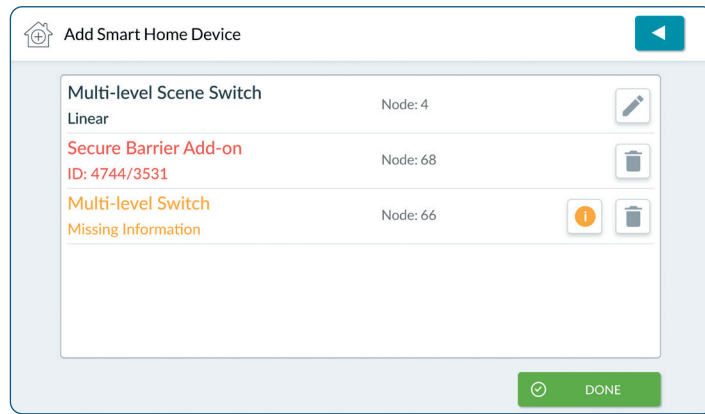 Add Smart Home Device
Multi-level Scene Switch
Linear
Node: 4
Secure Barrier Add-on
ID: 4744/3531
Node: 68
Multi-level Switch
Missing Information
Node: 66
i
DONE